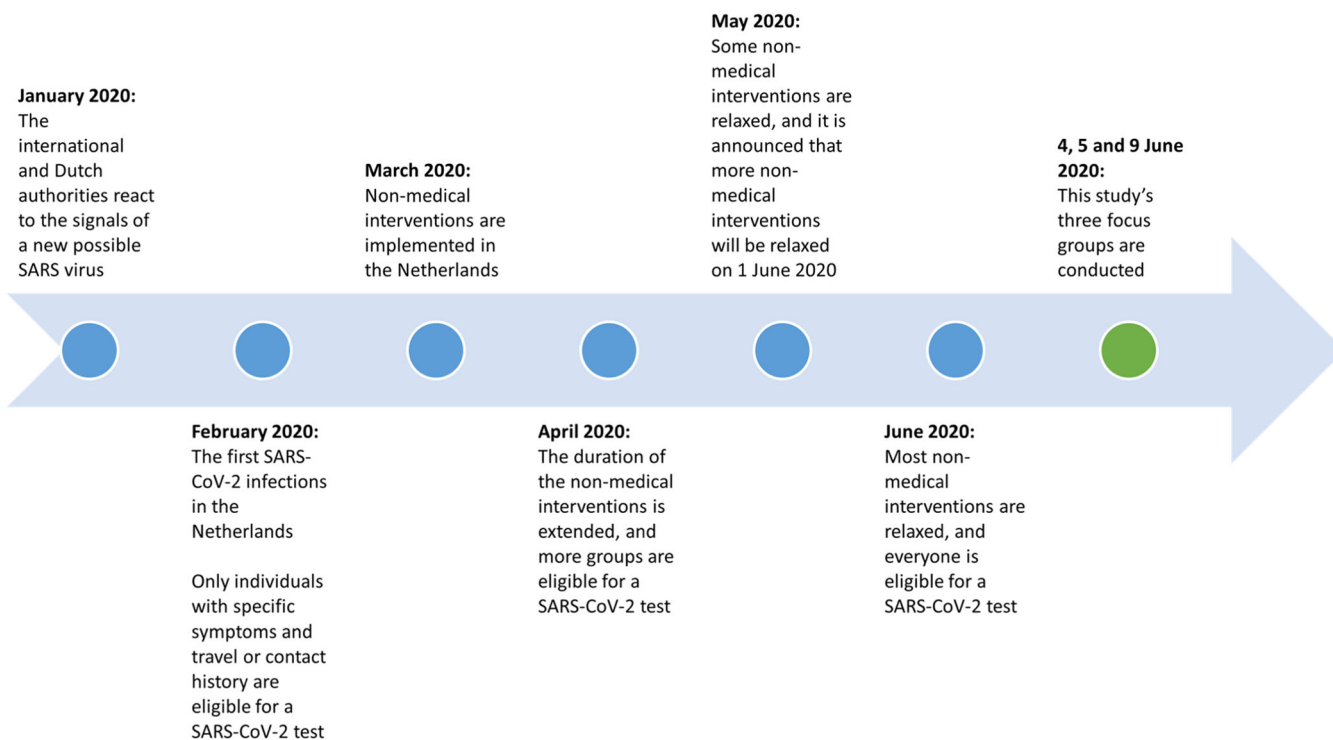 January 2020:
The
international
and Dutch
authorities react
to the signals of
a new possible
SARS virus
February 2020:
The first SARS-
CoV-2 infections
in the
Netherlands
Only individuals
with specific
symptoms and
travel or contact
history are
eligible for a
SARS-CoV-2 test
March 2020:
Non-medical
interventions are
implemented in
the Netherlands
April 2020:
The duration of
the non-medical
interventions is
extended, and
more groups are
eligible for a
SARS-CoV-2 test
May 2020:
Some non-
medical
interventions are
relaxed, and it is
announced that
more non-
medical
interventions
will be relaxed
on 1 June 2020
June 2020:
Most non-
medical
interventions are
relaxed, and
everyone is
eligible for a
SARS-CoV-2 test
4, 5 and 9 June
2020:
This study’s
three focus
groups are
conducted